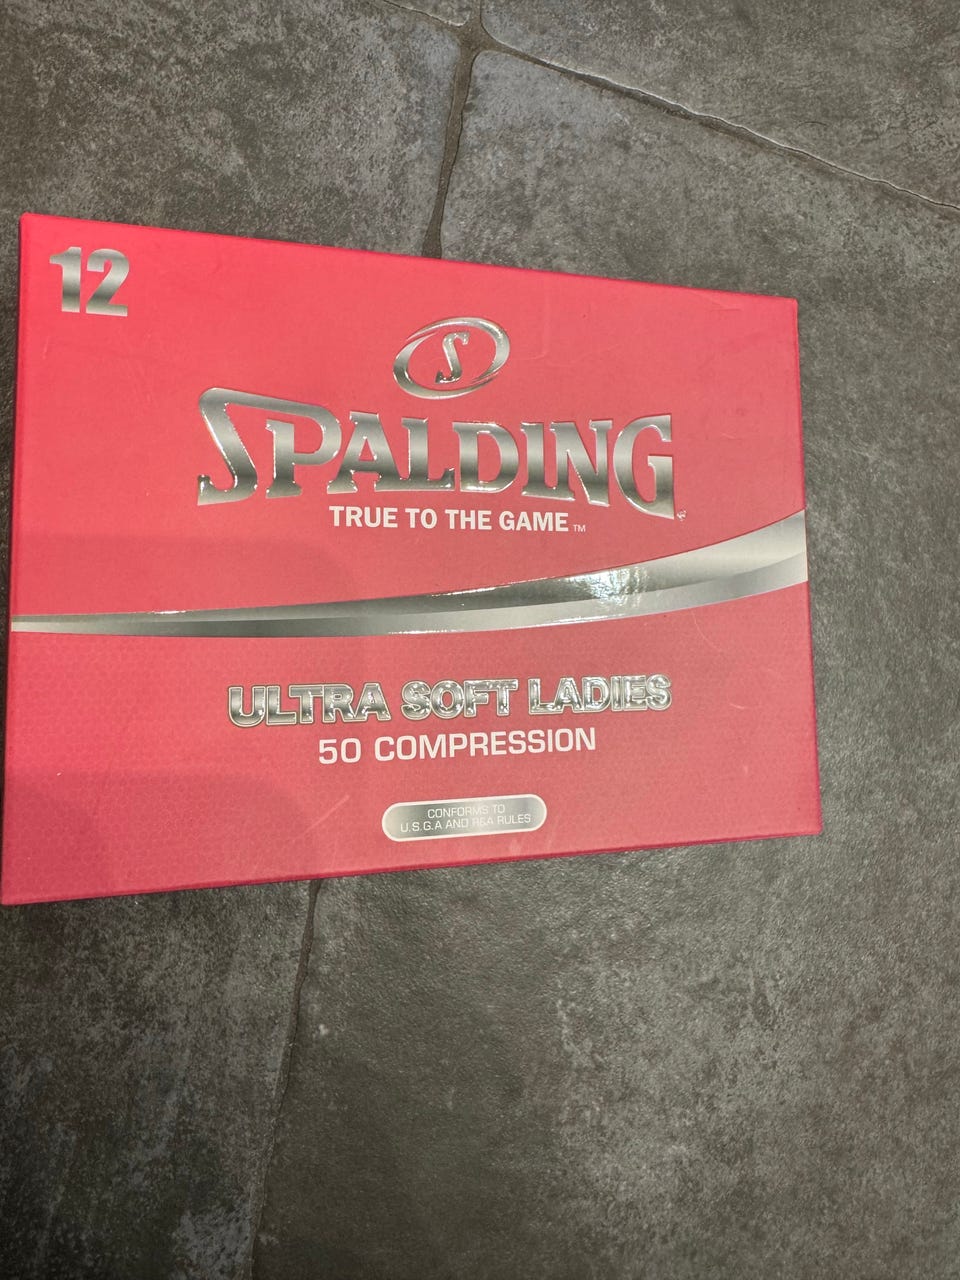 12
S
SPALDING
TRUE TO THE GAME™
ULTRA SOFT LADIES
50 COMPRESSION
CONFORMS TO
U.S.G.A AND R&A RULES